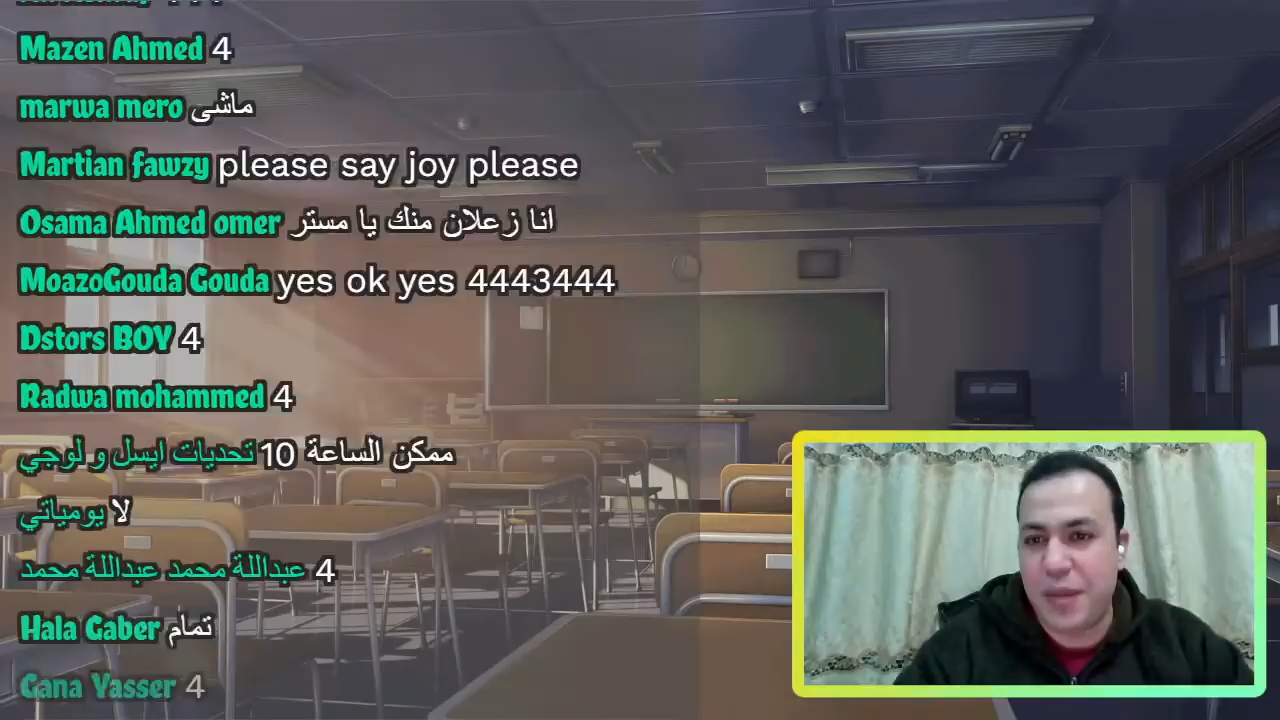 Mazen Ahmed 4
marwa mero ماشى
Martian fawzy please say joy please
Osama Ahmed omer انا زعلان منك يا مستر
MoazoGouda Gouda yes ok yes 4443444
Dstors BOY 4
Radwa mohammed 4
تحديات ايسل و لوجي ممكن الساعة 10
يومياتي لا
عبداللة محمد عبداللة محمد 4
Hala Gaber تمام
Gana Yasser 4